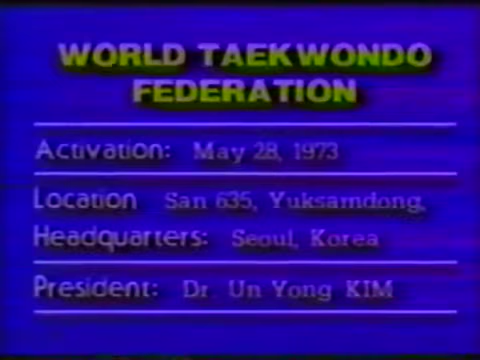 WORLD TAEKWONDO
FEDERATION
Activation: May 28, 1973
Location San 635, Yuksamdong,
Headquarters: Seoul, Korea
President: Dr. Un Yong KIM